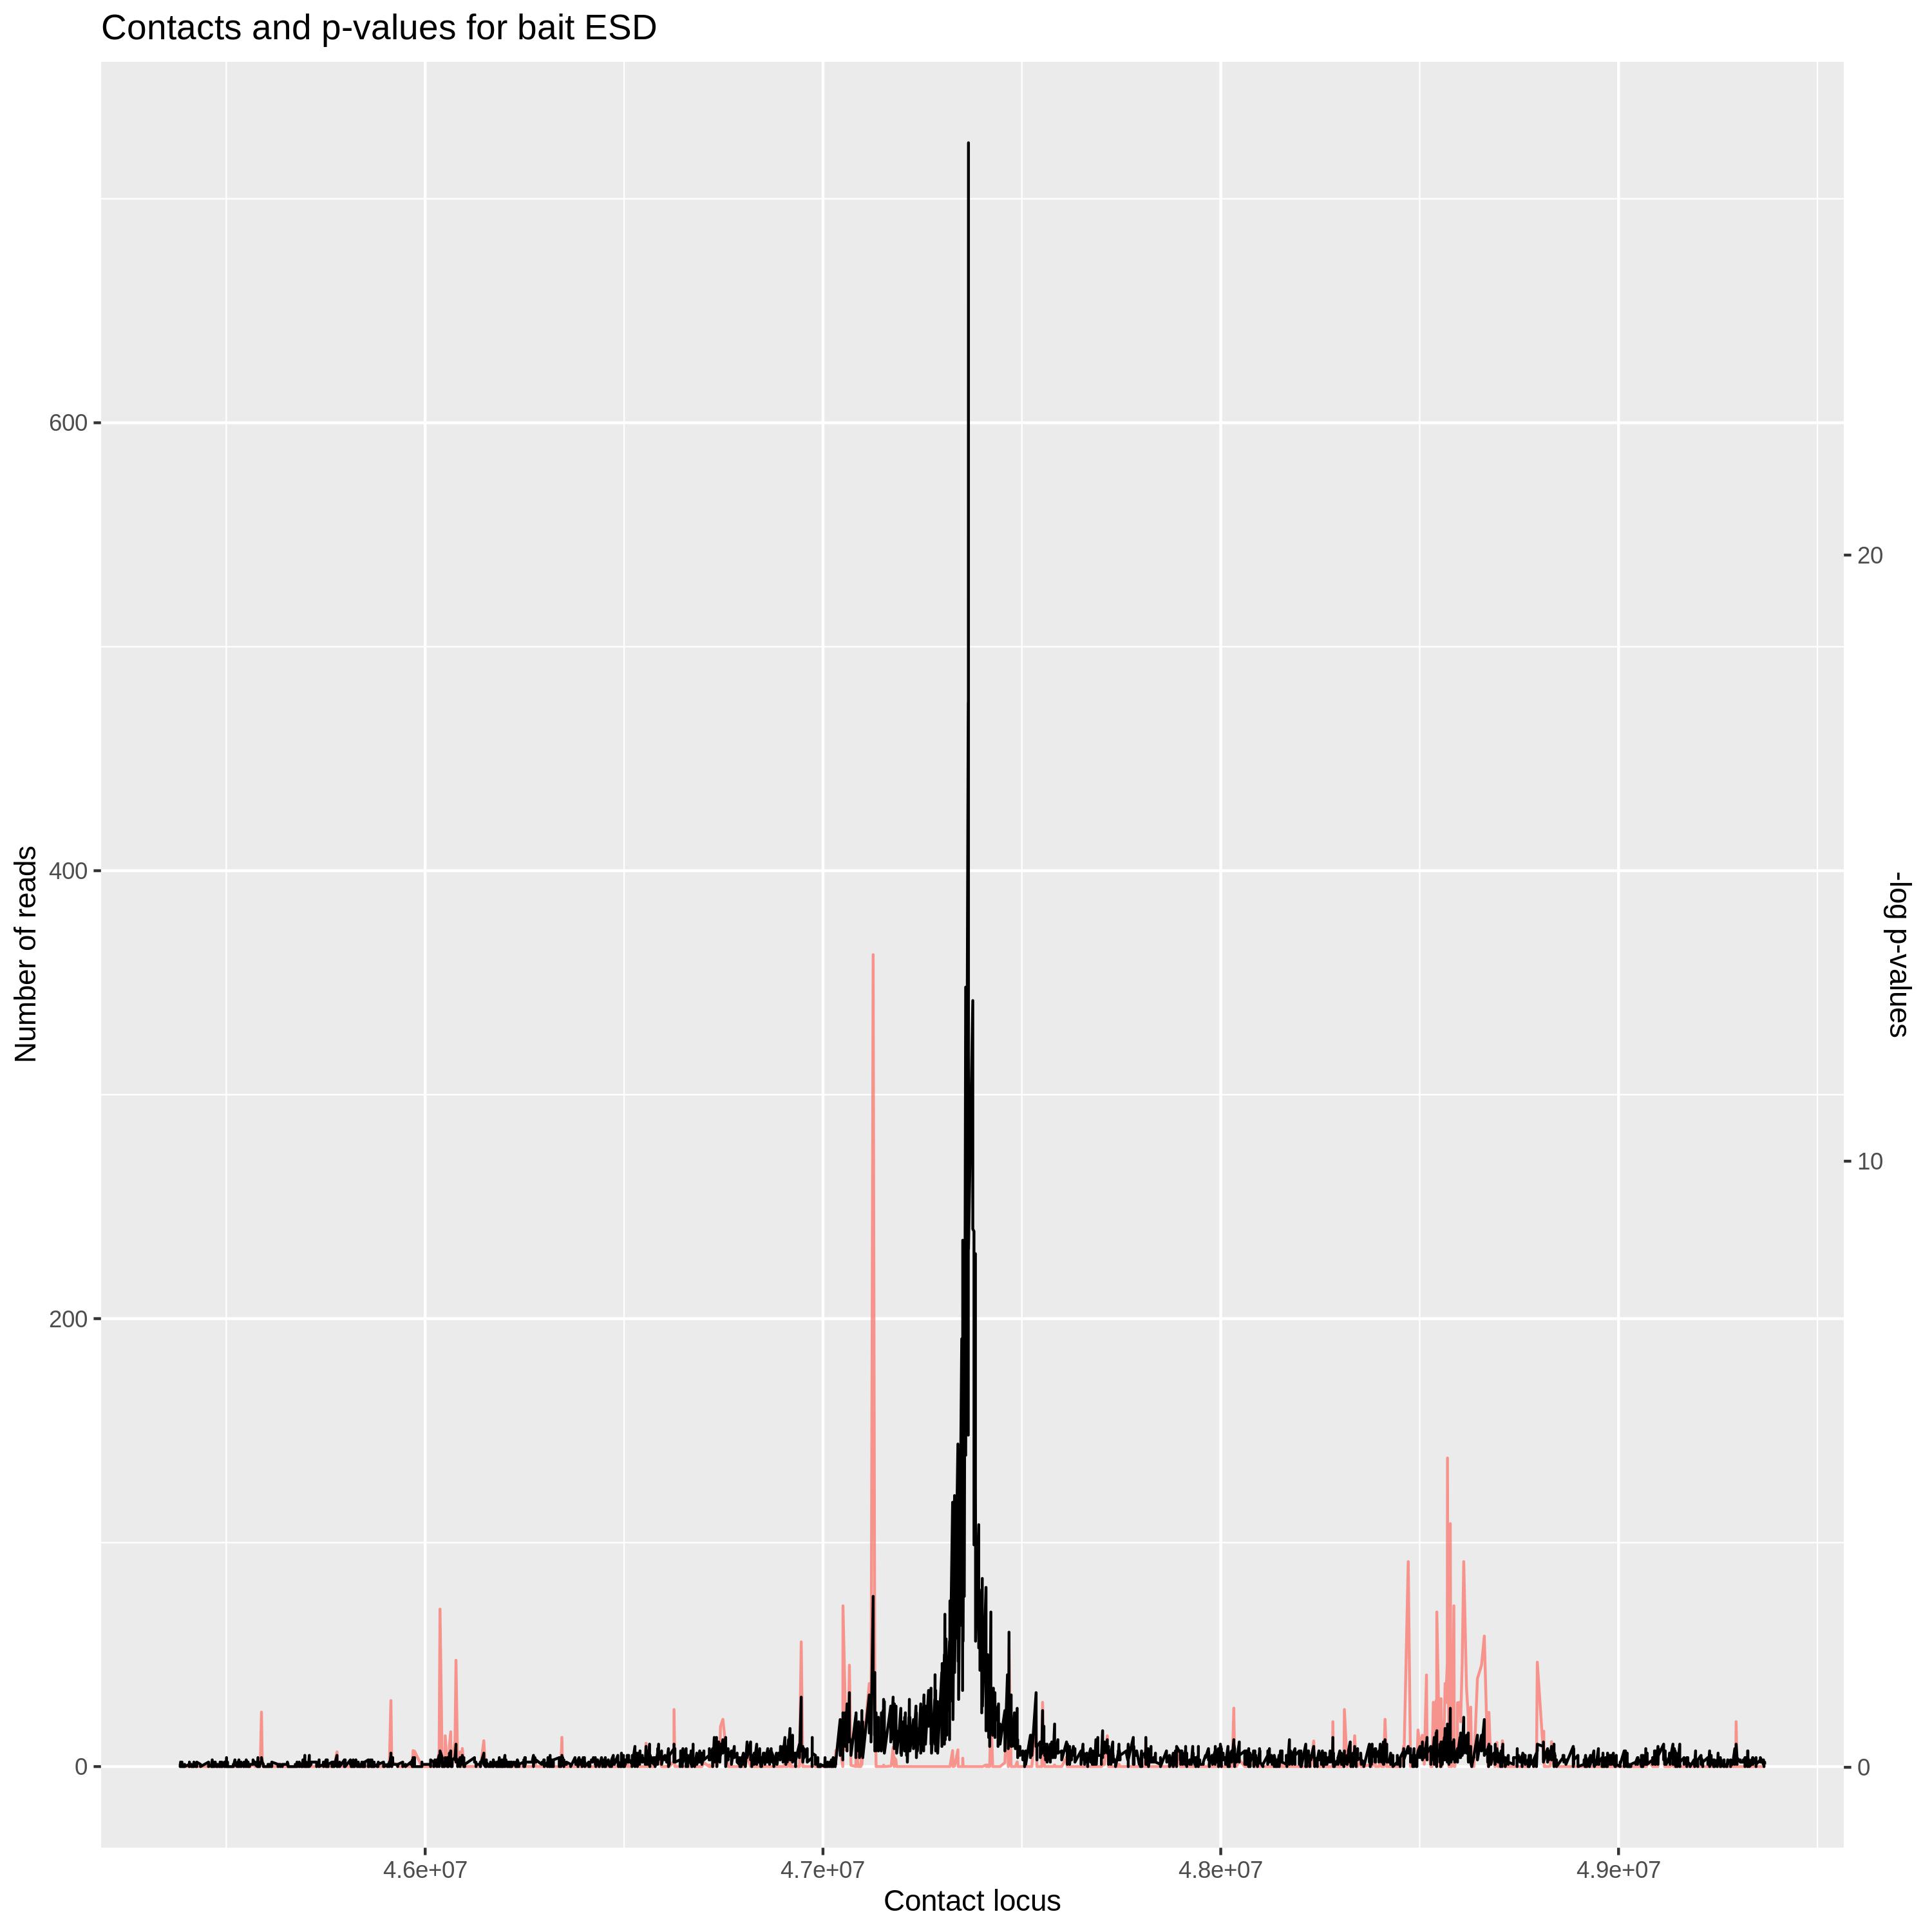 Contacts and p-values for bait ESD
600
400
200
0
Number of reads
20
10
0
-log p-values
4.6e+07
4.7e+07
4.8e+07
4.9e+07
Contact locus